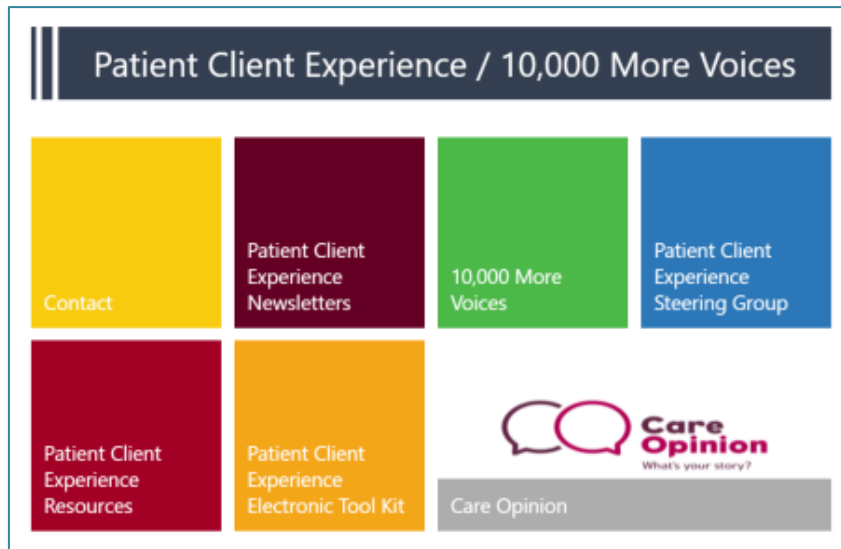 Patient Client Experience / 10,000 More Voices
Contact
Patient Client
Experience
Newsletters
10,000 More
Voices
Patient Client
Experience
Steering Group
Patient Client
Experience
Resources
Patient Client
Experience
Electronic Tool Kit
Care
Opinion
What's your story?
Care Opinion